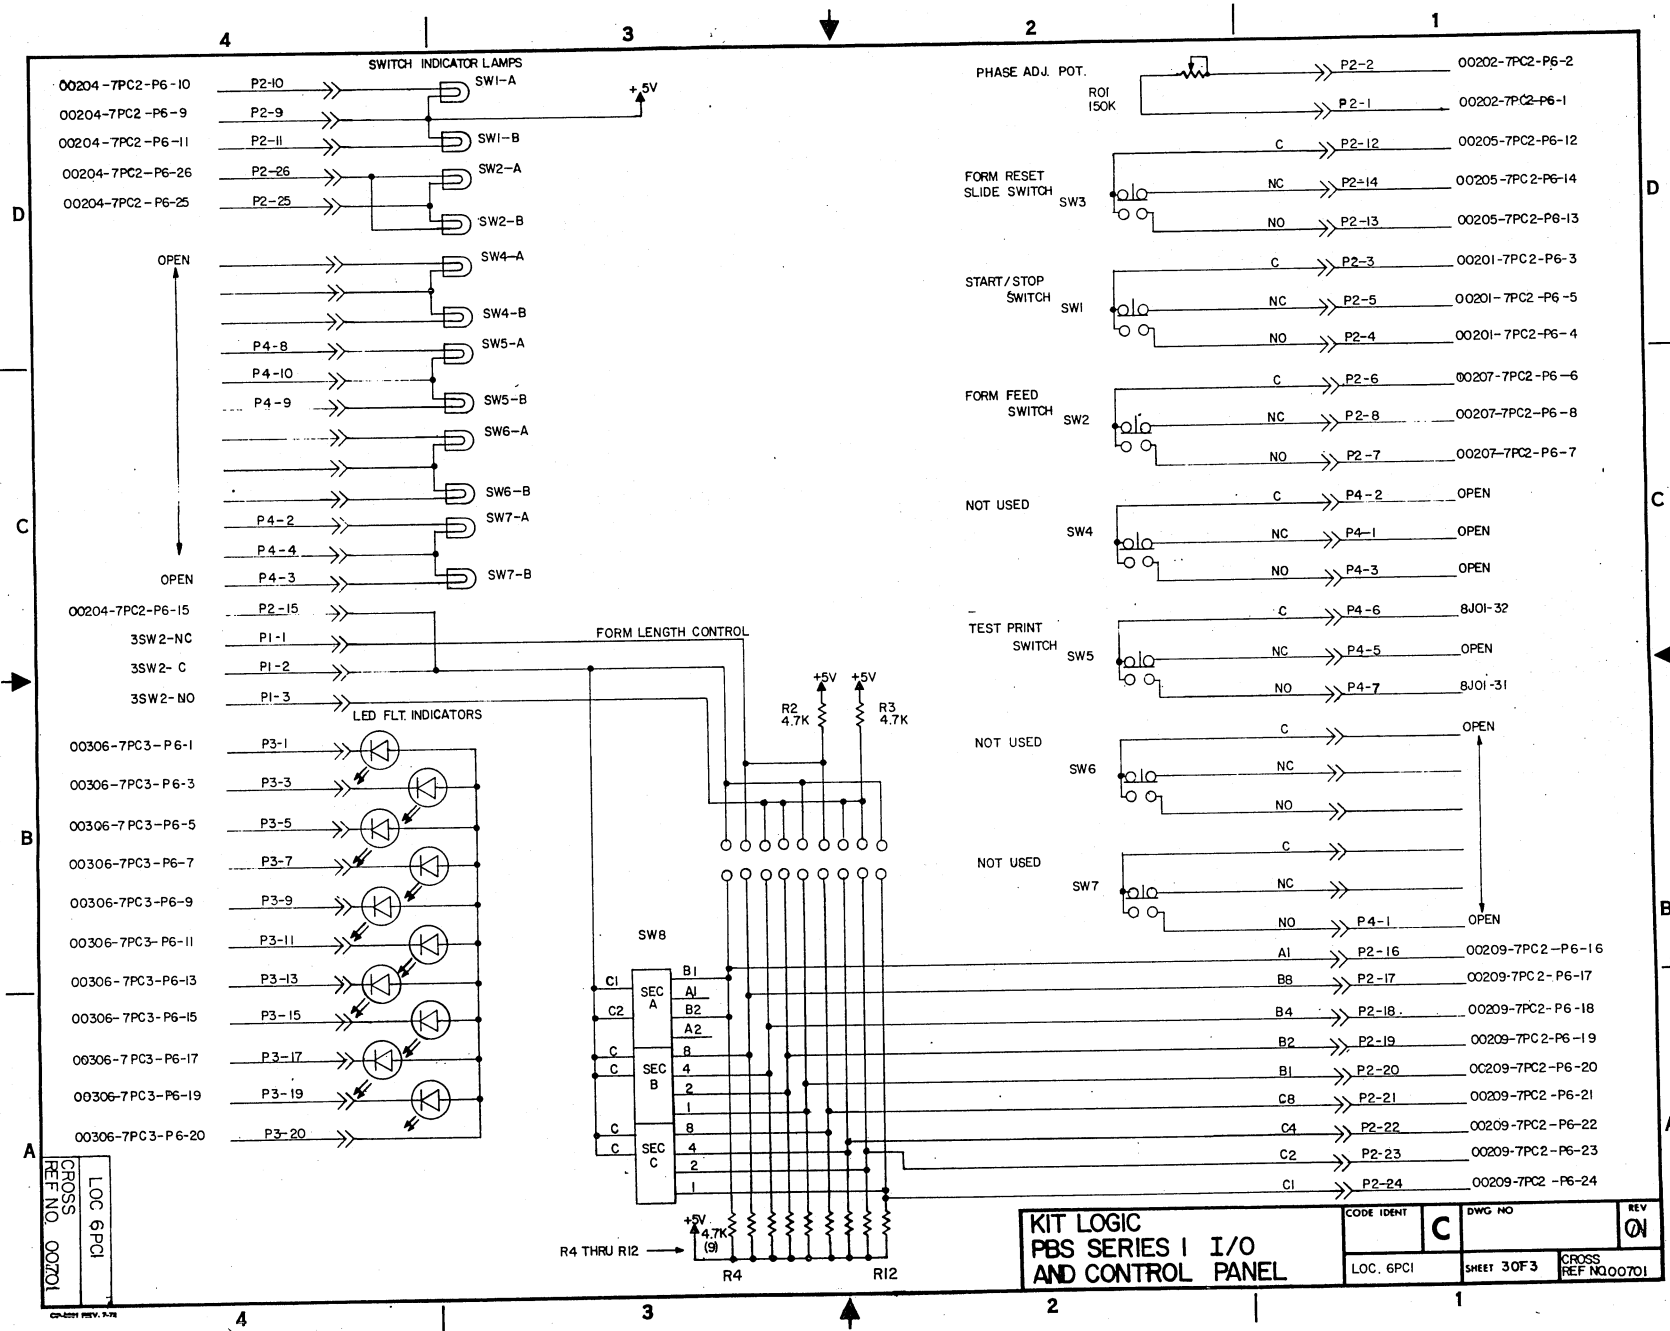 4 3 2 1
SWITCH INDICATOR LAMPS
00204-7PC2-P6-10 P2-10 SW1-A
+5V
00204-7PC2-P6-9 P2-9
00204-7PC2-P6-11 P2-11 SW1-B
00204-7PC2-P6-26 P2-26 SW2-A
00204-7PC2-P6-25 P2-25
SW2-B
D
OPEN SW4-A
SW4-B
P4-8 SW5-A
P4-10
P4-9 SW5-B
SW6-A
SW6-B
C
P4-2 SW7-A
P4-4
OPEN P4-3 SW7-B
00204-7PC2-P6-15 P2-15
3SW2-NC P1-1 FORM LENGTH CONTROL
3SW2-C P1-2
3SW2-NO P1-3
LED FLT. INDICATORS
00306-7PC3-P6-1 P3-1
00306-7PC3-P6-3 P3-3
00306-7PC3-P6-5 P3-5
B
00306-7PC3-P6-7 P3-7
00306-7PC3-P6-9 P3-9
00306-7PC3-P6-11 P3-11
00306-7PC3-P6-13 P3-13
00306-7PC3-P6-15 P3-15
00306-7PC3-P6-17 P3-17
00306-7PC3-P6-19 P3-19
00306-7PC3-P6-20 P3-20
A
+5V +5V
R2
4.7K
R3
4.7K
SW8
C1 SEC A B1
A1
C2 B2
A2
C SEC B 8
C 4
2
1
C SEC C 8
C 4
2
1
+5V
4.7K
(9)
R4 THRU R12
R4 R12
PHASE ADJ. POT.
R01
150K
P2-2 00202-7PC2-P6-2
P2-1 00202-7PC2-P6-1
FORM RESET
SLIDE SWITCH SW3
C P2-12 00205-7PC2-P6-12
NC P2-14 00205-7PC2-P6-14
NO P2-13 00205-7PC2-P6-13
D
START/STOP
SWITCH SW1
C P2-3 00201-7PC2-P6-3
NC P2-5 00201-7PC2-P6-5
NO P2-4 00201-7PC2-P6-4
FORM FEED
SWITCH SW2
C P2-6 00207-7PC2-P6-6
NC P2-8 00207-7PC2-P6-8
NO P2-7 00207-7PC2-P6-7
NOT USED
SW4
C P4-2 OPEN
NC P4-1 OPEN
NO P4-3 OPEN
C
TEST PRINT
SWITCH SW5
C P4-6 8J01-32
NC P4-5 OPEN
NO P4-7 8J01-31
NOT USED
SW6
C OPEN
NC
NO
NOT USED
SW7
C
NC
NO P4-1 OPEN
B
A1 P2-16 00209-7PC2-P6-16
B8 P2-17 00209-7PC2-P6-17
B4 P2-18 00209-7PC2-P6-18
B2 P2-19 00209-7PC2-P6-19
B1 P2-20 00209-7PC2-P6-20
C8 P2-21 00209-7PC2-P6-21
C4 P2-22 00209-7PC2-P6-22
C2 P2-23 00209-7PC2-P6-23
C1 P2-24 00209-7PC2-P6-24
A
LOC 6PC1
CROSS
REF NO. 00701
KIT LOGIC
PBS SERIES 1 I/O
AND CONTROL PANEL
CODE IDENT
C
DWG NO
REV
01
LOC. 6PC1
SHEET 3OF3
CROSS
REF NO.00701
4 3 2 1